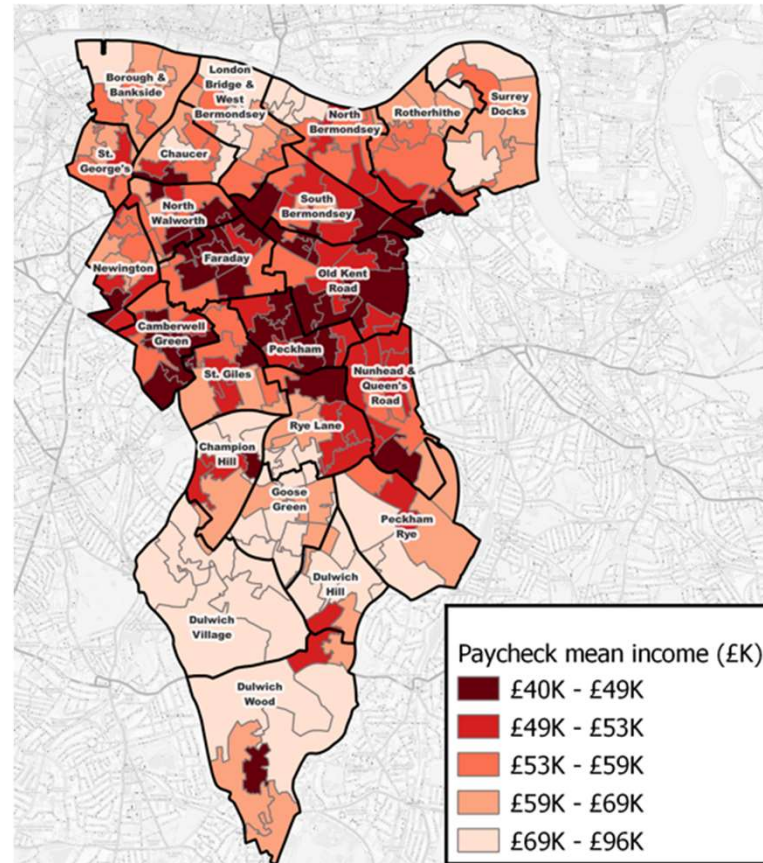 Borough &
Bankside
London
Bridge &
West
Bermondsey
North
Bermondsey
Rotherhithe
Surrey
Docks
St.
George's
Chaucer
North
Walworth
South
Bermondsey
Newington
Faraday
Old Kent
Road
Camberwell
Green
Peckham
St. Giles
Nunhead &
Queen's
Road
Rye Lane
Champion
Hill
Goose
Green
Peckham
Rye
Dulwich
Hill
Dulwich
Village
Dulwich
Wood
Paycheck mean income (£K)
£40K - £49K
£49K - £53K
£53K - £59K
£59K - £69K
£69K - £96K